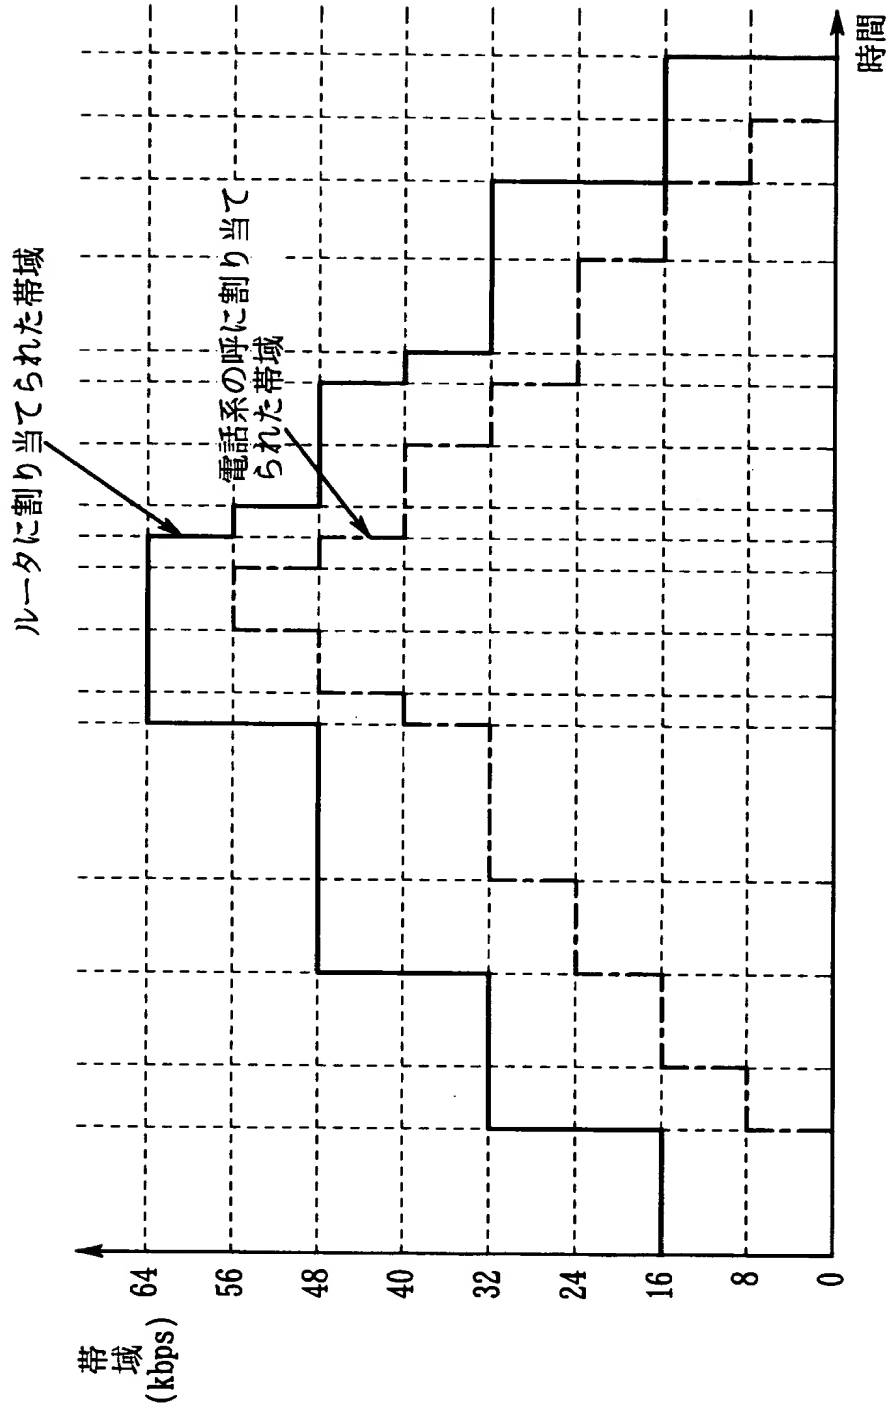 ルータに割り当てられた帯域
電話系の呼に割り当て
られた帯域
帯
域
(kbps)
64
56
48
40
32
24
16
8
0
時間